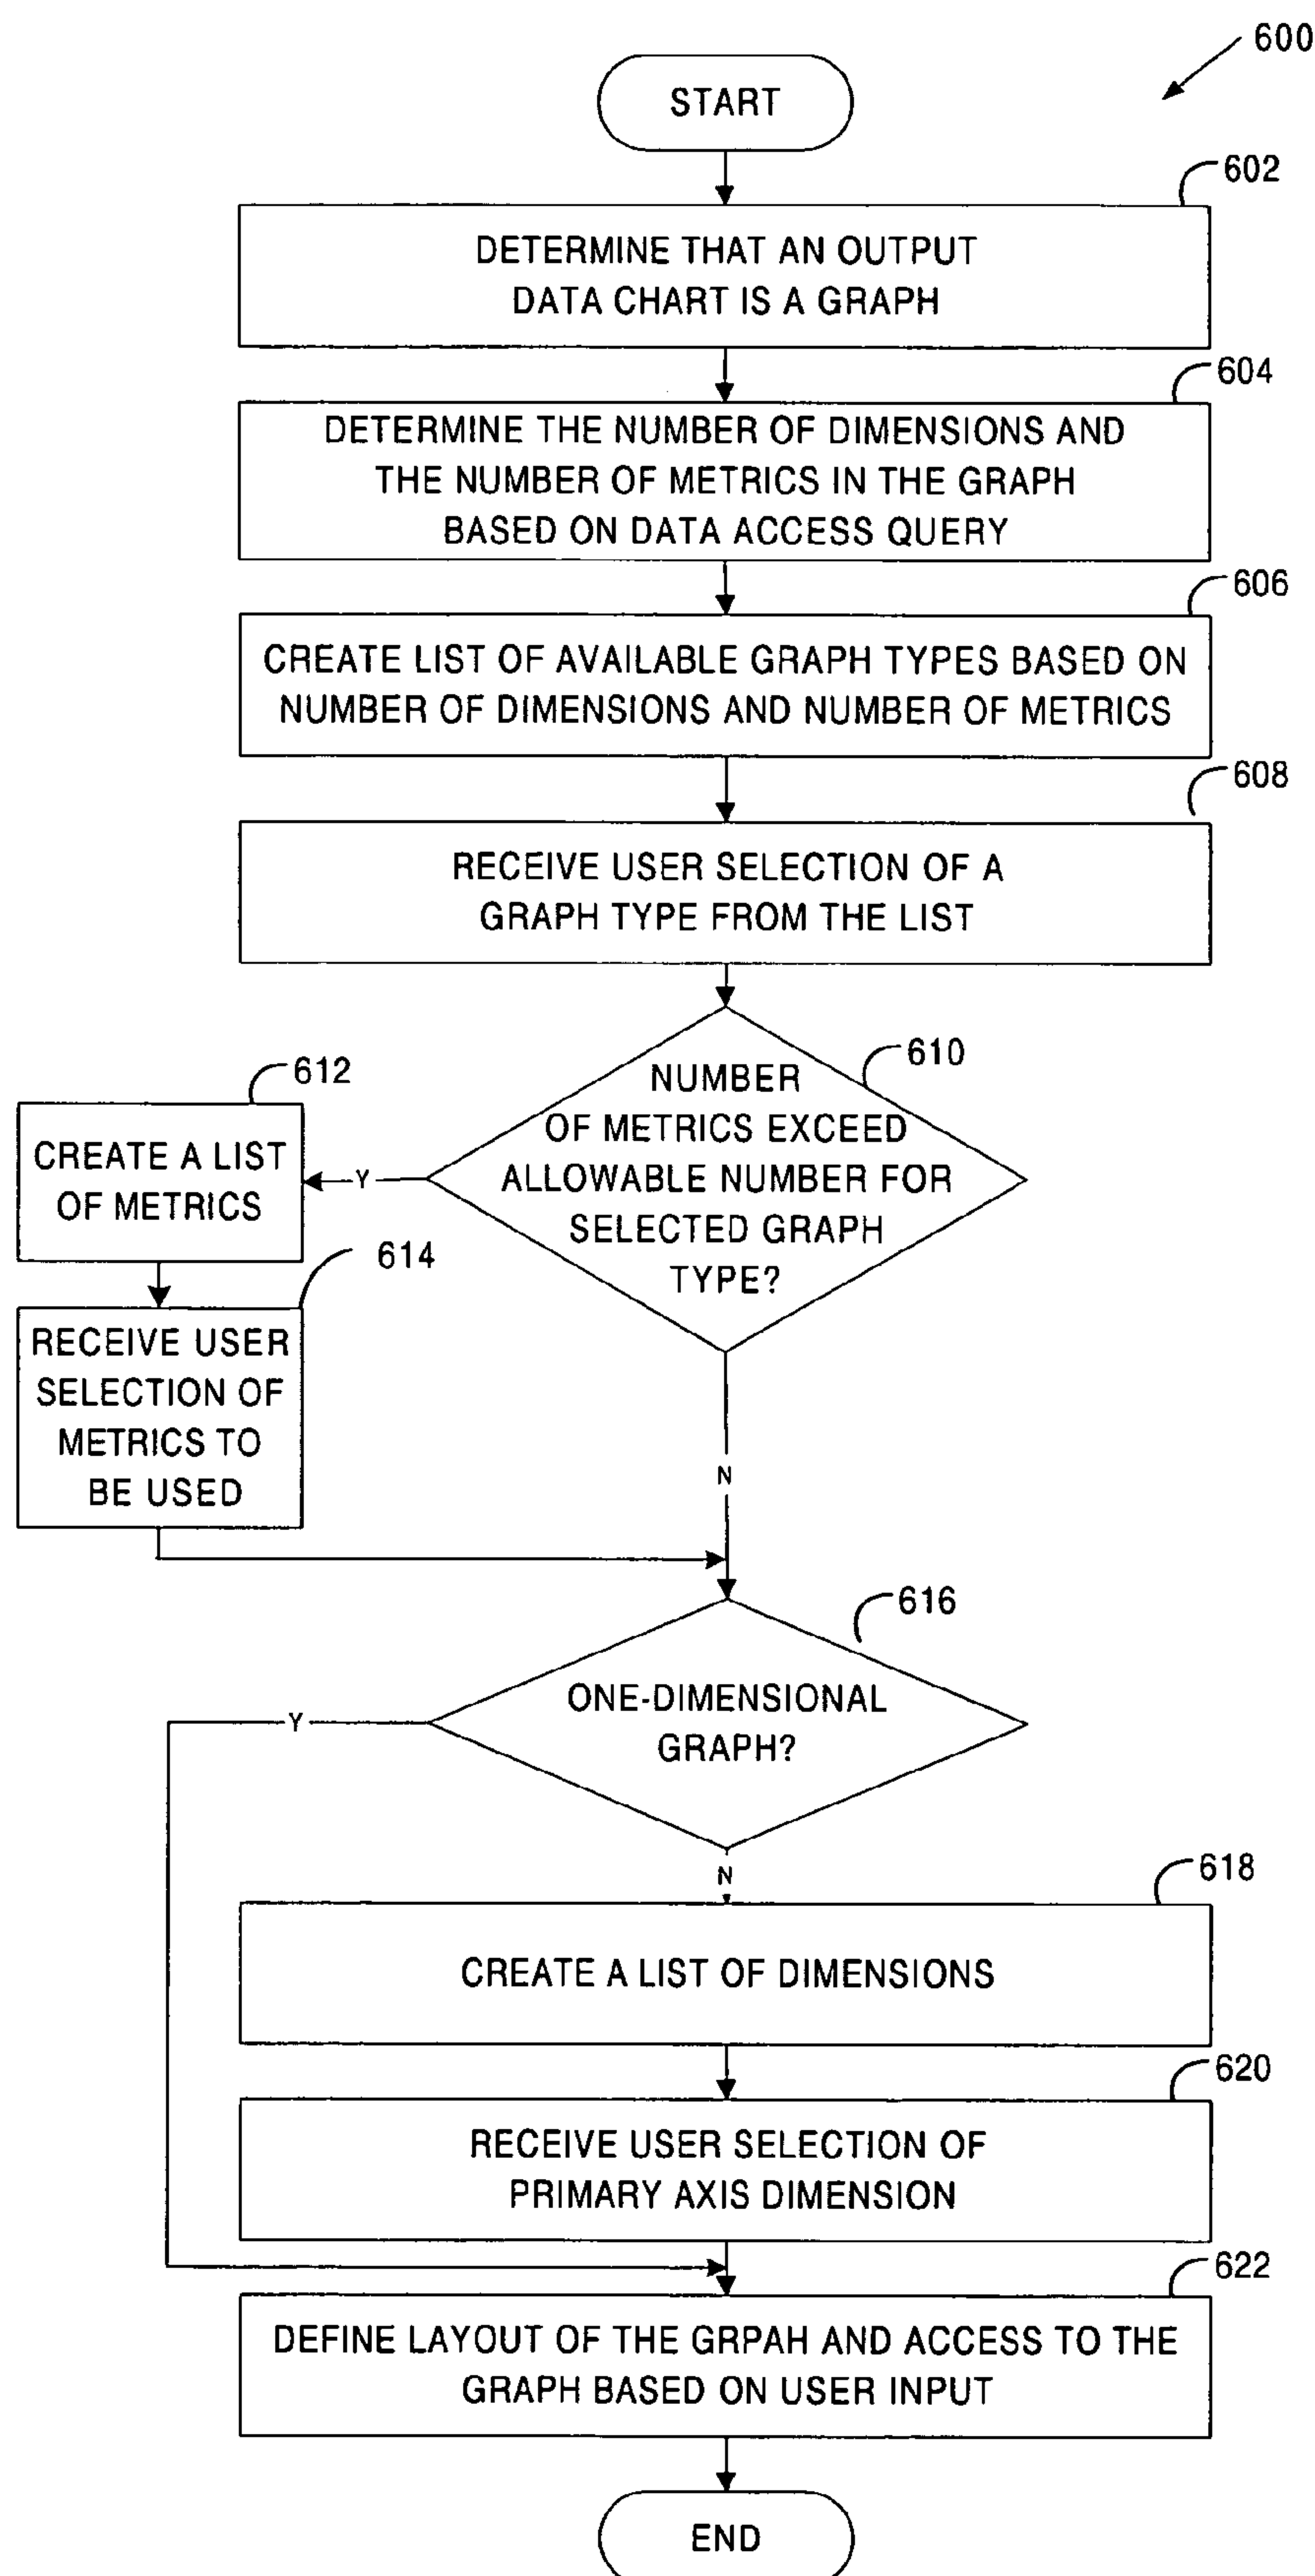 600
START
602
DETERMINE THAT AN OUTPUT
DATA CHART IS A GRAPH
604
DETERMINE THE NUMBER OF DIMENSIONS AND
THE NUMBER OF METRICS IN THE GRAPH
BASED ON DATA ACCESS QUERY
606
CREATE LIST OF AVAILABLE GRAPH TYPES BASED ON
NUMBER OF DIMENSIONS AND NUMBER OF METRICS
608
RECEIVE USER SELECTION OF A
GRAPH TYPE FROM THE LIST
610
NUMBER
OF METRICS EXCEED
ALLOWABLE NUMBER FOR
SELECTED GRAPH
TYPE?
Y
612
CREATE A LIST
OF METRICS
614
RECEIVE USER
SELECTION OF
METRICS TO
BE USED
N
616
ONE-DIMENSIONAL
GRAPH?
Y
N
618
CREATE A LIST OF DIMENSIONS
620
RECEIVE USER SELECTION OF
PRIMARY AXIS DIMENSION
622
DEFINE LAYOUT OF THE GRPAH AND ACCESS TO THE
GRAPH BASED ON USER INPUT
END